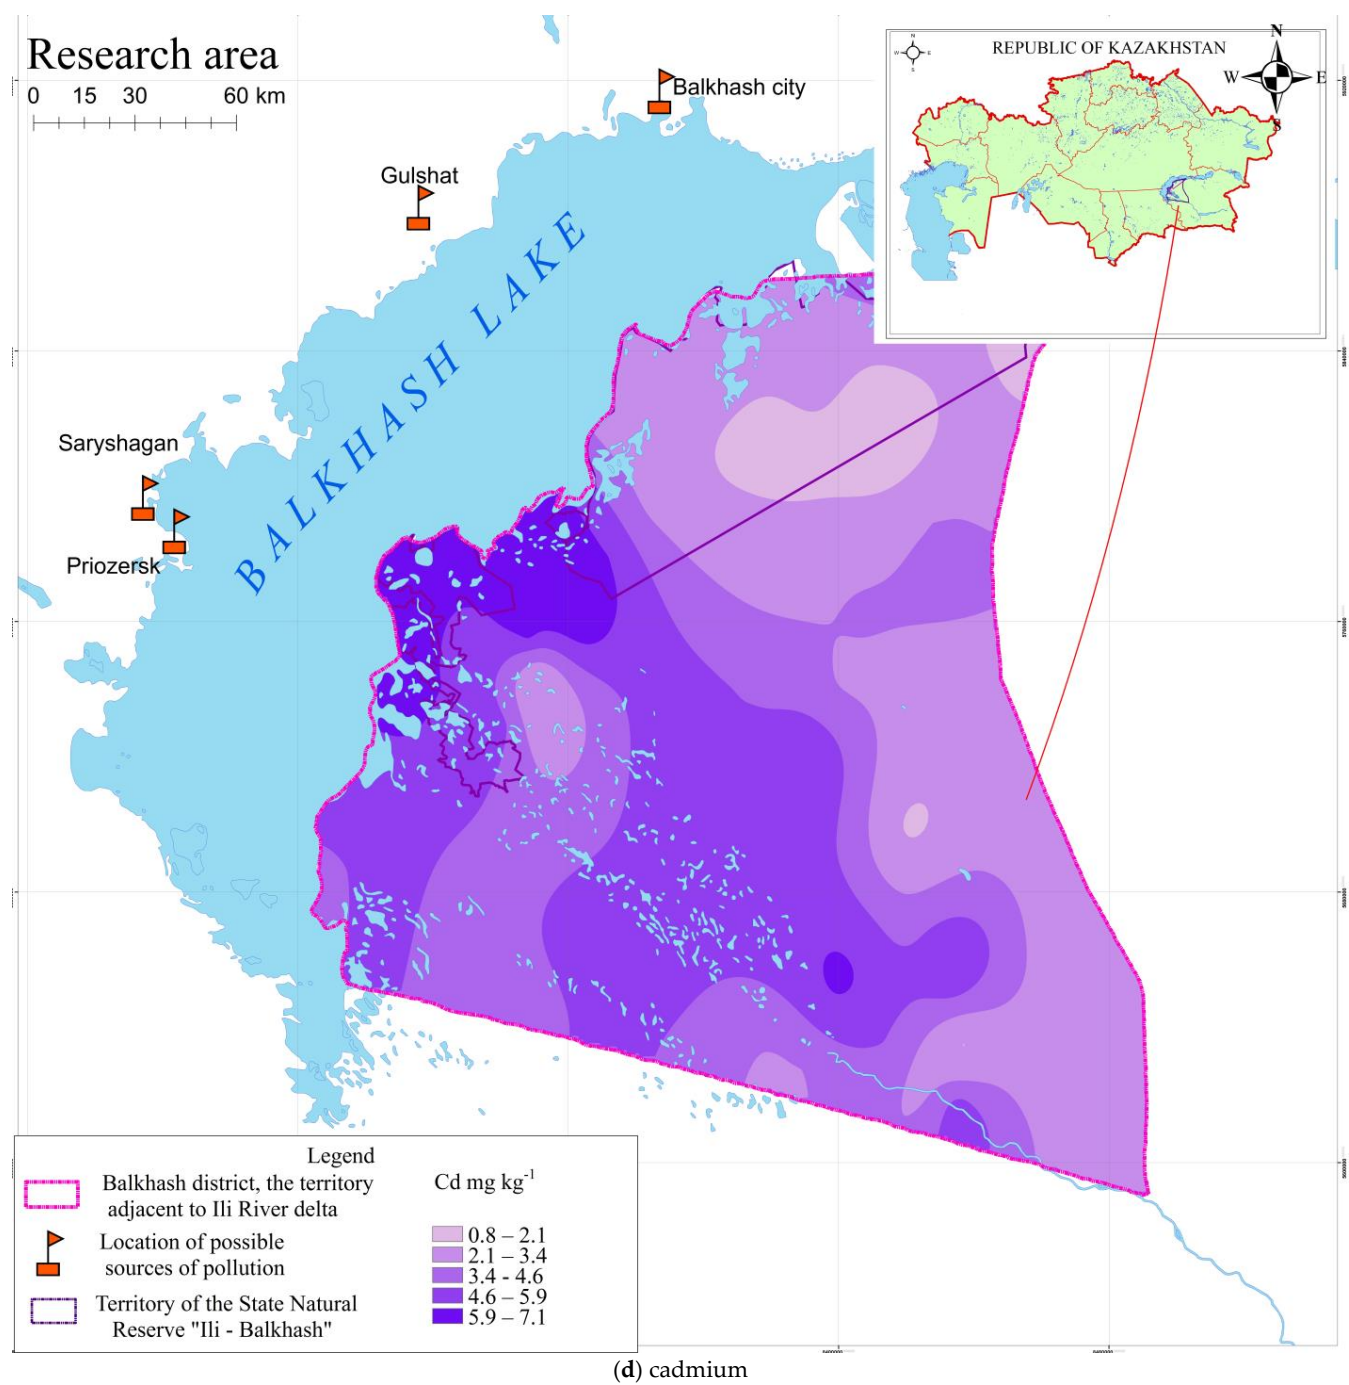 Research area
0 15 30 60 km
Balkhash city
Gulshat
Saryshagan
Priozersk
BALKHASH LAKE
N
W E
S
REPUBLIC OF KAZAKHSTAN
N
W E
S
Legend
Balkhash district, the territory
adjacent to Ili River delta
Location of possible
sources of pollution
Territory of the State Natural
Reserve "Ili - Balkhash"
Cd mg kg⁻¹
0.8 – 2.1
2.1 – 3.4
3.4 - 4.6
4.6 – 5.9
5.9 – 7.1
(d) cadmium